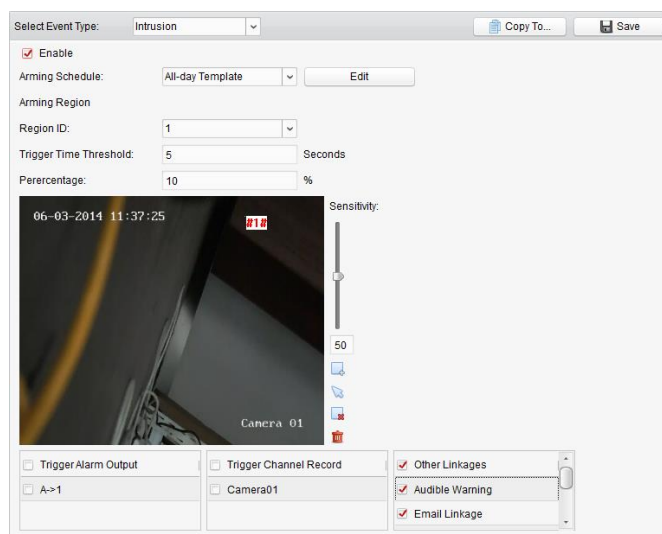 Select Event Type: Intrusion Copy To... Save
Enable
Arming Schedule: All-day Template Edit
Arming Region
Region ID: 1
Trigger Time Threshold: 5 Seconds
Perercentage: 10 %
Sensitivity:
06-03-2014 11:37:25
#1#
50
Camera 01
Trigger Alarm Output Trigger Channel Record Other Linkages
A->1 Camera01 Audible Warning
Email Linkage